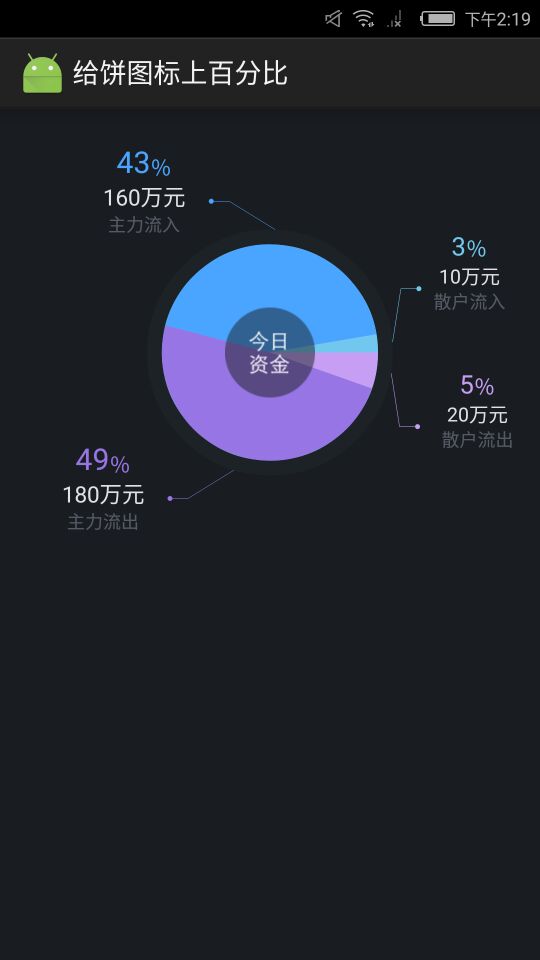 下午2:19
给饼图标上百分比
43%
160万元
主力流入
3%
10万元
散户流入
今日
资金
5%
20万元
散户流出
49%
180万元
主力流出